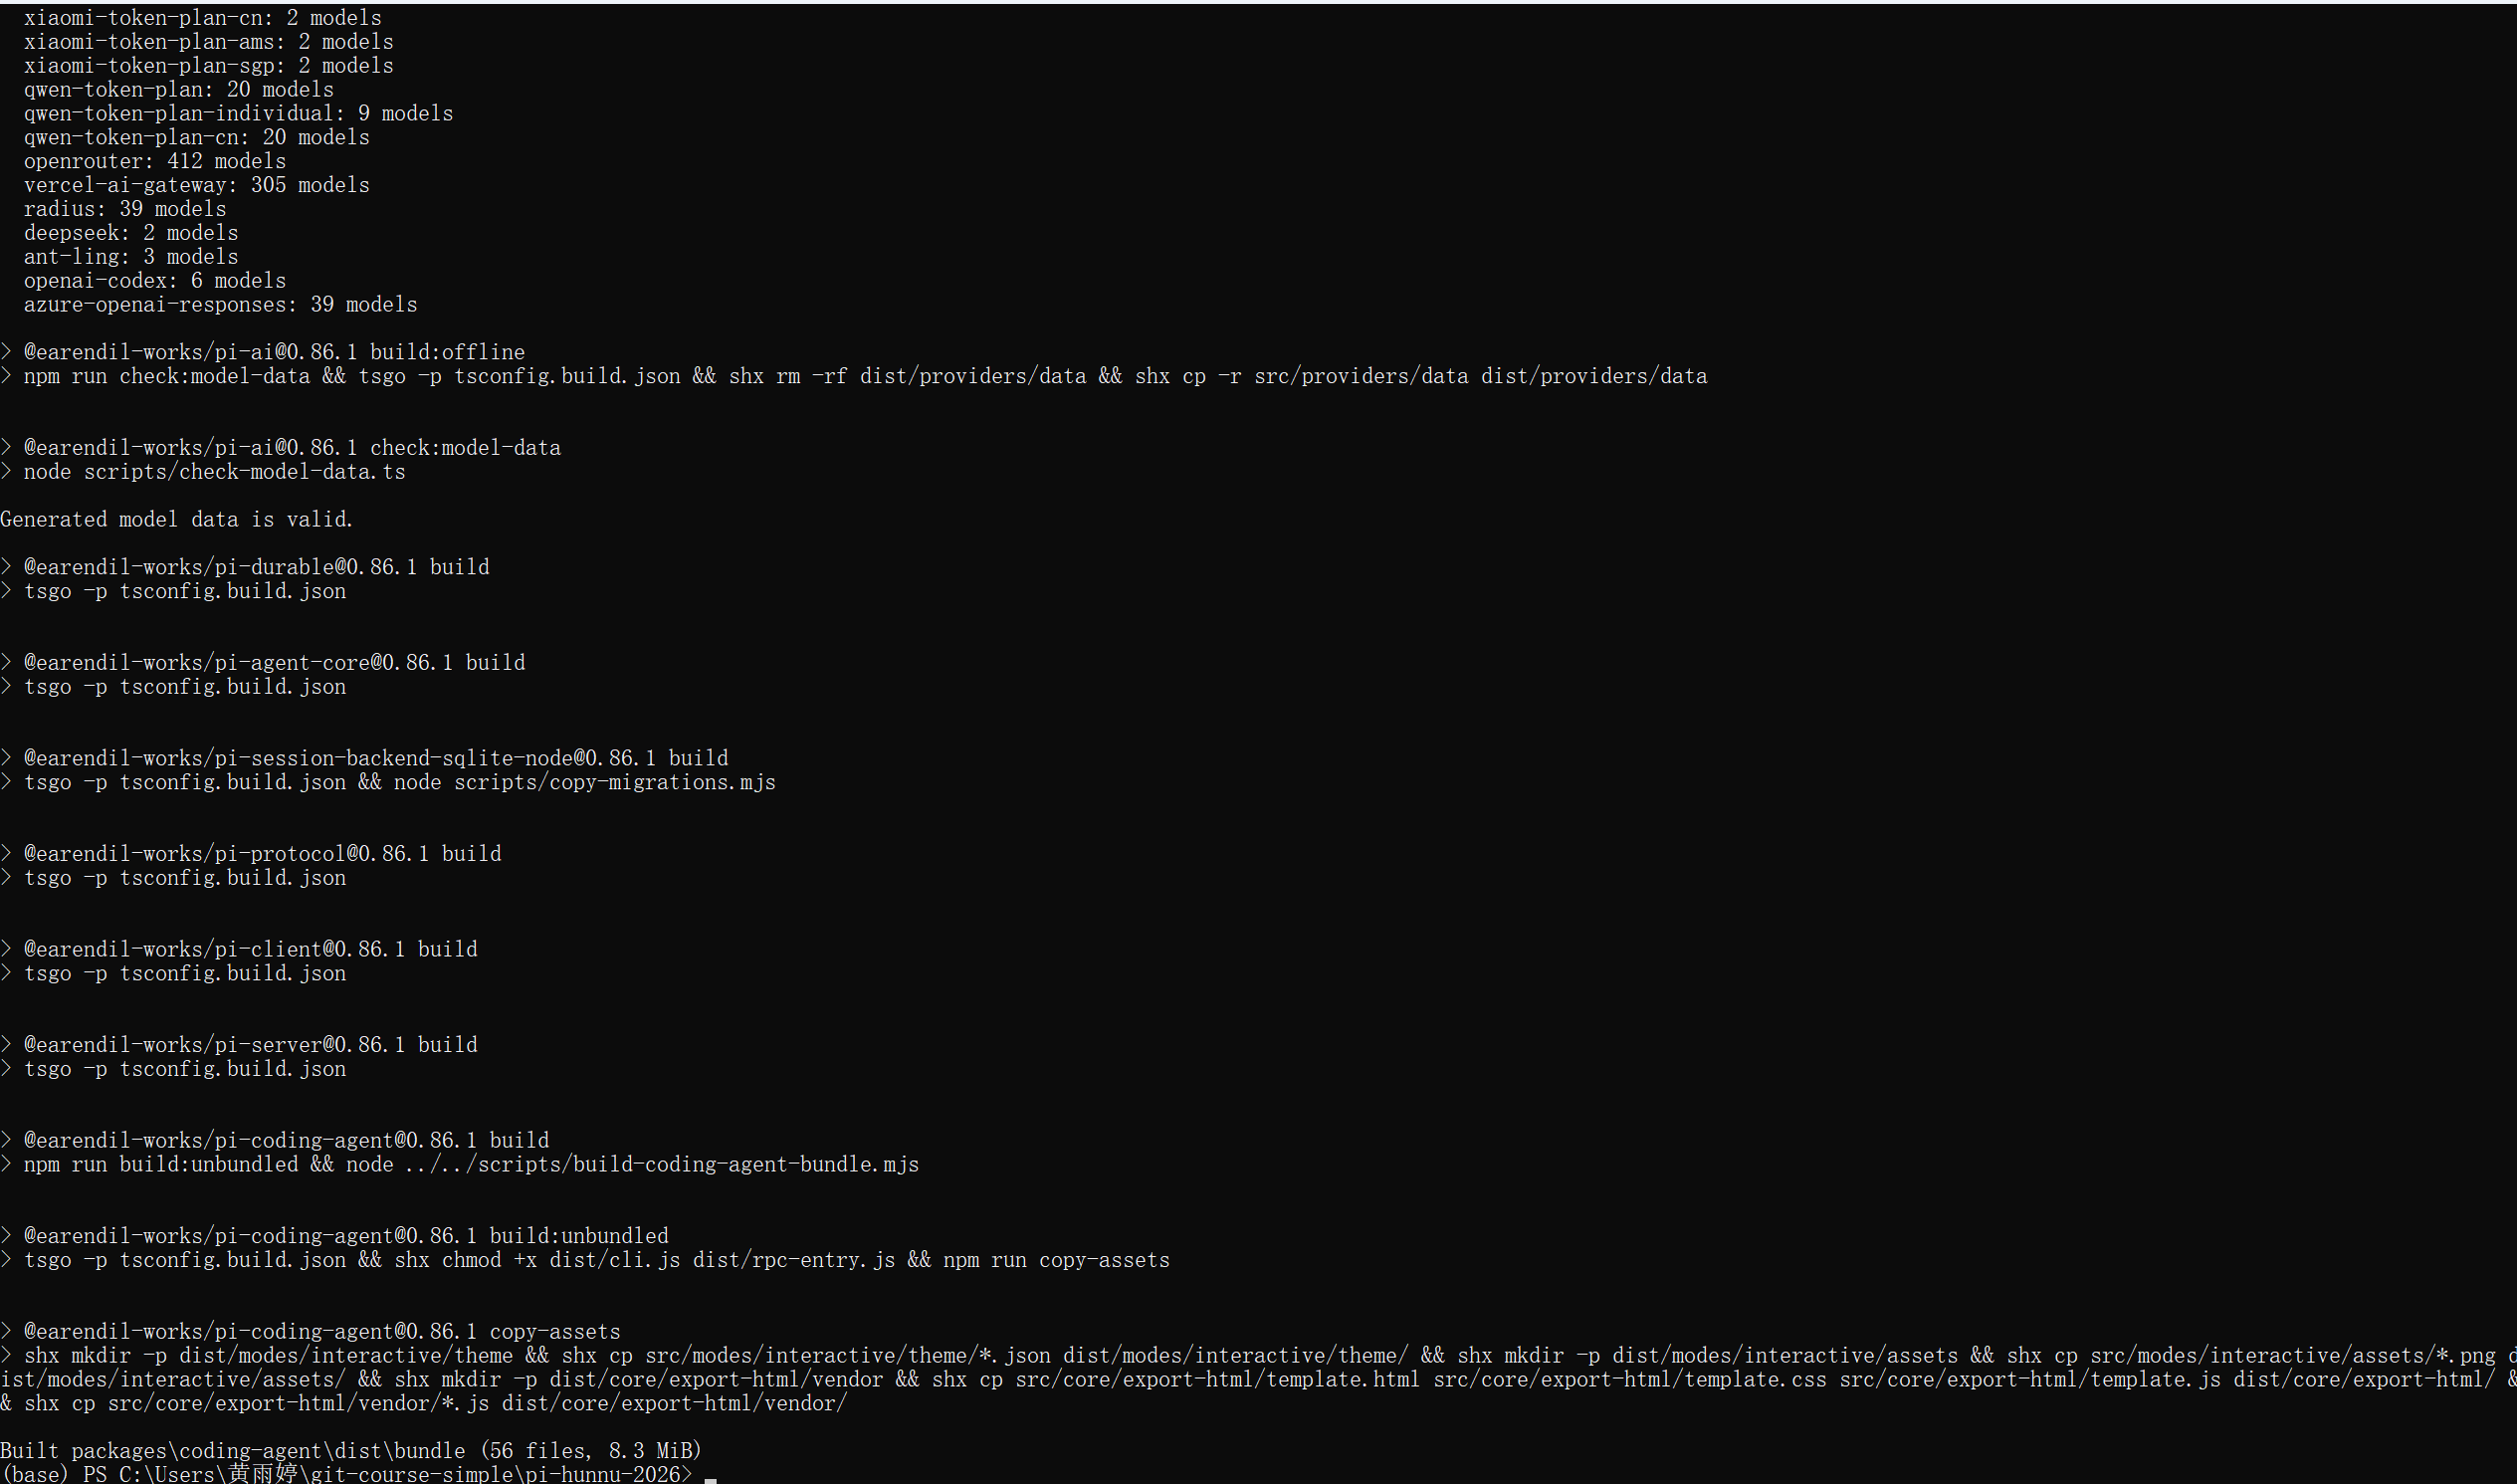 xiaomi-token-plan-cn: 2 models
xiaomi-token-plan-ams: 2 models
xiaomi-token-plan-sgp: 2 models
qwen-token-plan: 20 models
qwen-token-plan-individual: 9 models
qwen-token-plan-cn: 20 models
openrouter: 412 models
vercel-ai-gateway: 305 models
radius: 39 models
deepseek: 2 models
ant-ling: 3 models
openai-codex: 6 models
azure-openai-responses: 39 models
> @earendil-works/pi-ai@0.86.1 build:offline
> npm run check:model-data && tsgo -p tsconfig.build.json && shx rm -rf dist/providers/data && shx cp -r src/providers/data dist/providers/data
> @earendil-works/pi-ai@0.86.1 check:model-data
> node scripts/check-model-data.ts
Generated model data is valid.
> @earendil-works/pi-durable@0.86.1 build
> tsgo -p tsconfig.build.json
> @earendil-works/pi-agent-core@0.86.1 build
> tsgo -p tsconfig.build.json
> @earendil-works/pi-session-backend-sqlite-node@0.86.1 build
> tsgo -p tsconfig.build.json && node scripts/copy-migrations.mjs
> @earendil-works/pi-protocol@0.86.1 build
> tsgo -p tsconfig.build.json
> @earendil-works/pi-client@0.86.1 build
> tsgo -p tsconfig.build.json
> @earendil-works/pi-server@0.86.1 build
> tsgo -p tsconfig.build.json
> @earendil-works/pi-coding-agent@0.86.1 build
> npm run build:unbundled && node ../../scripts/build-coding-agent-bundle.mjs
> @earendil-works/pi-coding-agent@0.86.1 build:unbundled
> tsgo -p tsconfig.build.json && shx chmod +x dist/cli.js dist/rpc-entry.js && npm run copy-assets
> @earendil-works/pi-coding-agent@0.86.1 copy-assets
> shx mkdir -p dist/modes/interactive/theme && shx cp src/modes/interactive/theme/*.json dist/modes/interactive/theme/ && shx mkdir -p dist/modes/interactive/assets && shx cp src/modes/interactive/assets/*.png d
ist/modes/interactive/assets/ && shx mkdir -p dist/core/export-html/vendor && shx cp src/core/export-html/template.html src/core/export-html/template.css src/core/export-html/template.js dist/core/export-html/ &
& shx cp src/core/export-html/vendor/*.js dist/core/export-html/vendor/
Built packages\coding-agent\dist\bundle (56 files, 8.3 MiB)
(base) PS C:\Users\黄雨婷\git-course-simple\pi-hunnu-2026>